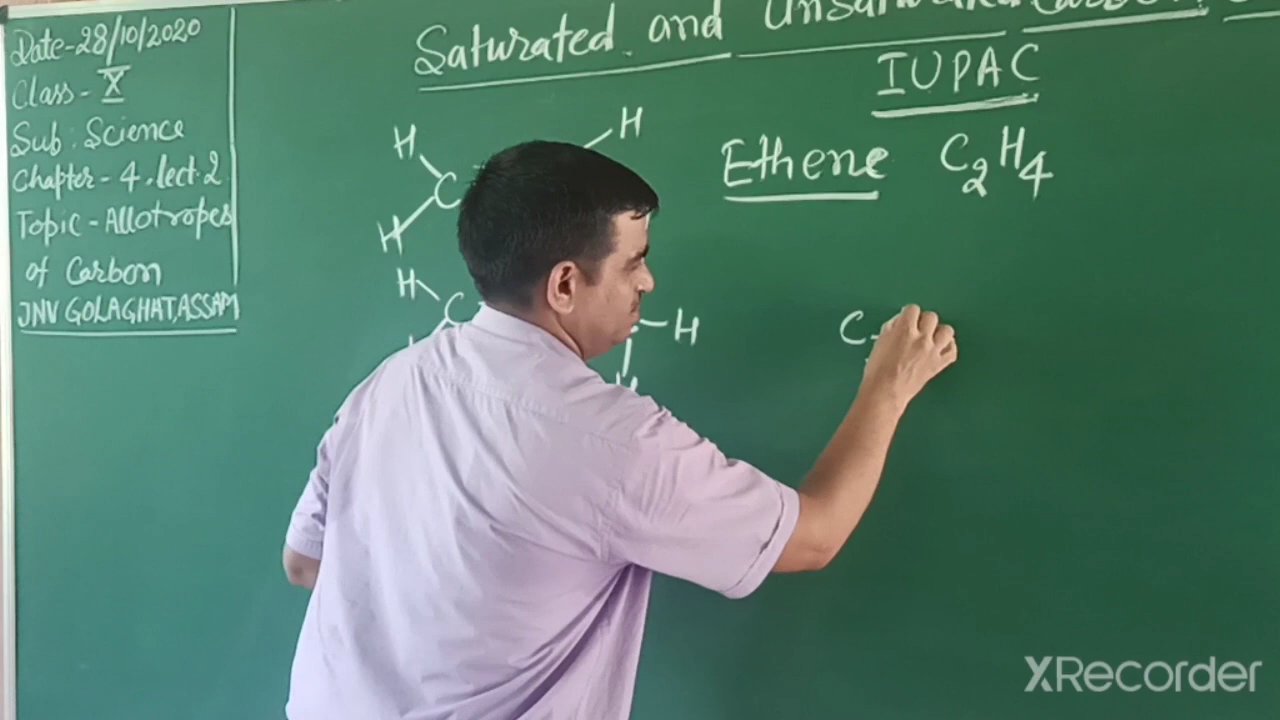 Date-28/10/2020
Class - X
Sub: Science
Chapter - 4. lect. 2
Topic - Allotropes
of Carbon
JNV GOLAGHAT, ASSAM
Saturated and Unsaturated Carbon
IUPAC
Ethene C2H4
H
H
C
H
H
C
H
H
C
XRecorder